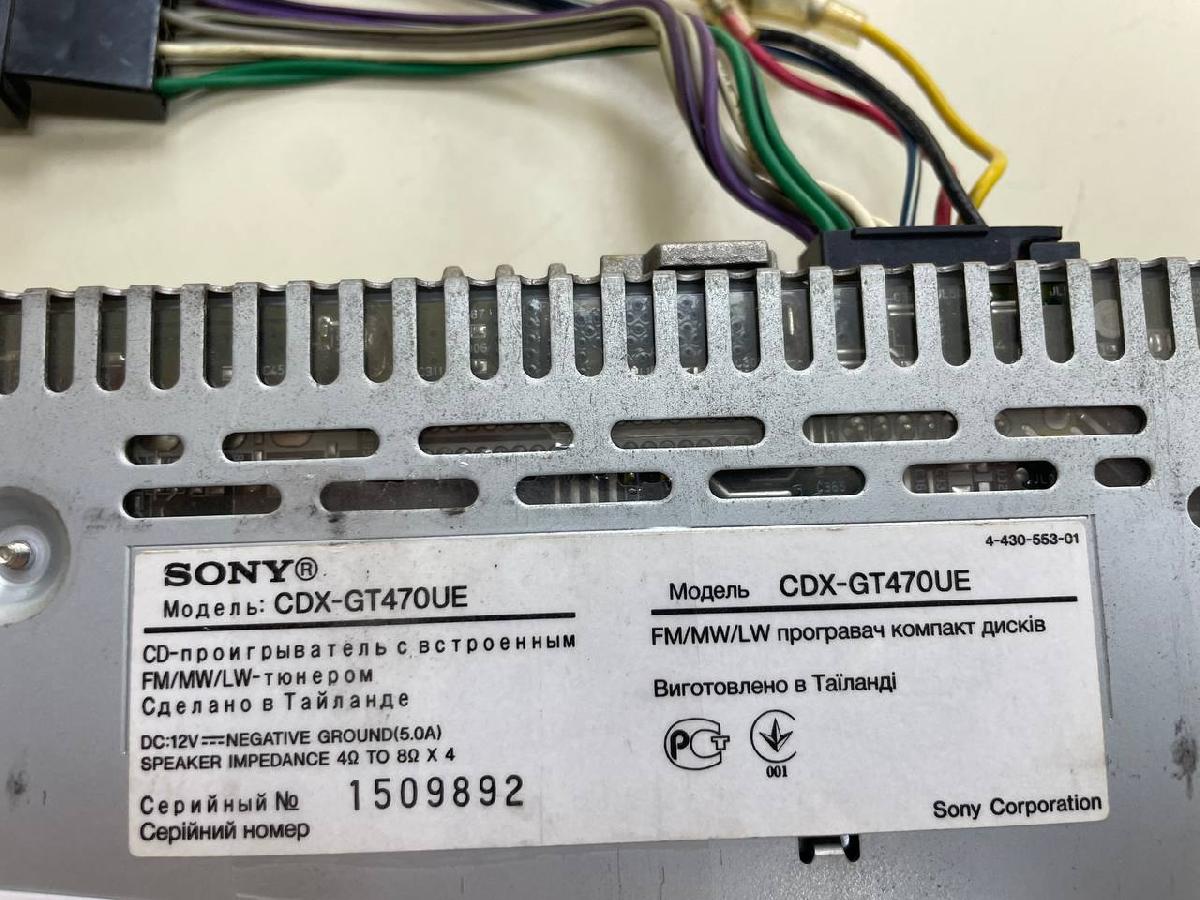 4-430-553-01
SONY®
Модель: CDX-GT470UE
CD-проигрыватель с встроенным
FM/MW/LW-тюнером
Сделано в Тайланде
DC:12V⎓NEGATIVE GROUND(5.0A)
SPEAKER IMPEDANCE 4Ω TO 8Ω X 4
Серийный № 1509892
Серійний номер
Модель CDX-GT470UE
FM/MW/LW програвач компакт дисків
Виготовлено в Таїланді
РСТ
001
Sony Corporation
C365